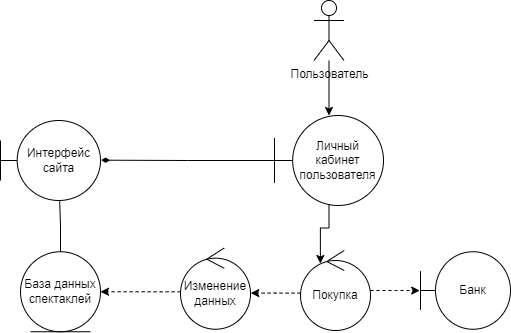 Пользователь
Интерфейс
сайта
Личный
кабинет
пользователя
База данных
спектаклей
Изменение
данных
Покупка
Банк